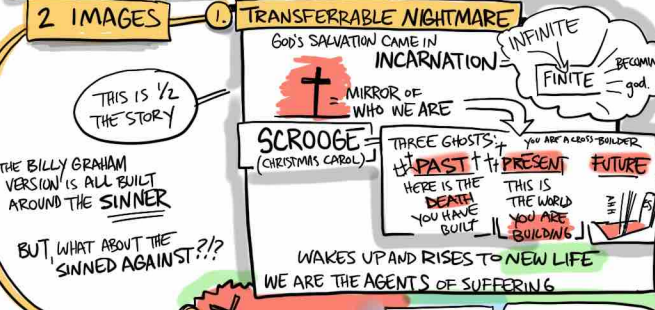 2 IMAGES
1.
TRANSFERRABLE NIGHTMARE
GOD'S SALVATION CAME IN
INCARNATION
INFINITE
FINITE
god.
= MIRROR OF
WHO WE ARE
THIS IS 1/2
THE STORY
THE BILLY GRAHAM
VERSION IS ALL BUILT
AROUND THE SINNER
BUT, WHAT ABOUT THE
SINNED AGAINST?!?
SCROOGE =
(CHRISTMAS CAROL)
THREE GHOSTS:
YOU ARE A CROSS-BUILDER
PAST
HERE IS THE
DEATH
YOU HAVE
BUILT
PRESENT
THIS IS
THE WORLD
YOU ARE
BUILDING
FUTURE
WAKES UP AND RISES TO NEW LIFE
WE ARE THE AGENTS OF SUFFERING